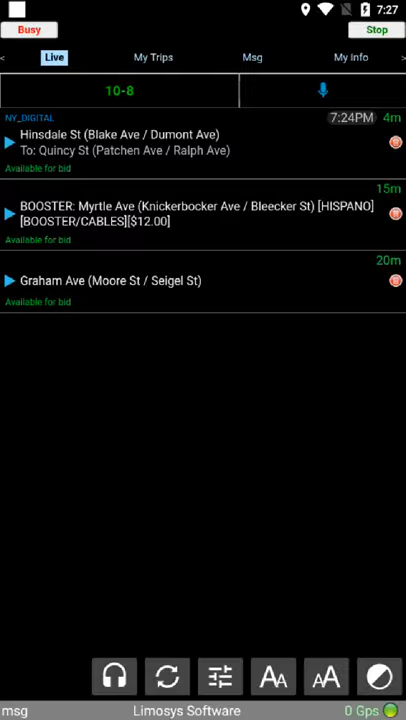 7:27
Busy
Stop
<
Live
My Trips
Msg
My Info
>
10-8
NY_DIGITAL
7:24PM
4m
Hinsdale St (Blake Ave / Dumont Ave)
To: Quincy St (Patchen Ave / Ralph Ave)
Available for bid
15m
BOOSTER: Myrtle Ave (Knickerbocker Ave / Bleecker St) [HISPANO]
[BOOSTER/CABLES][$12.00]
Available for bid
20m
Graham Ave (Moore St / Seigel St)
Available for bid
AA
AA
msg
Limosys Software
0 Gps